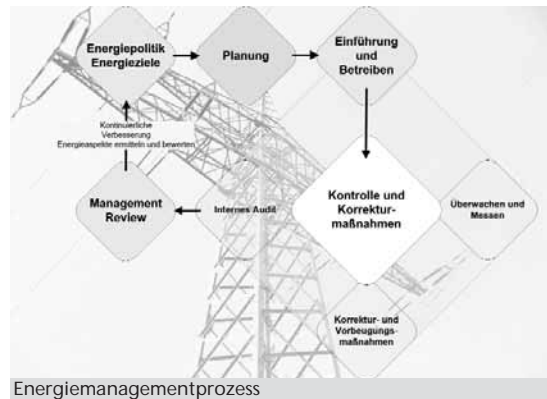 Energiepolitik
Energieziele
Planung
Einführung
und
Betreiben
Kontinuierliche
Verbesserung
Energieaspekte ermitteln und bewerten
Management
Review
Internes Audit
Kontrolle und
Korrektur-
maßnahmen
Überwachen und
Messen
Korrektur- und
Vorbeugungs-
maßnahmen
Energiemanagementprozess